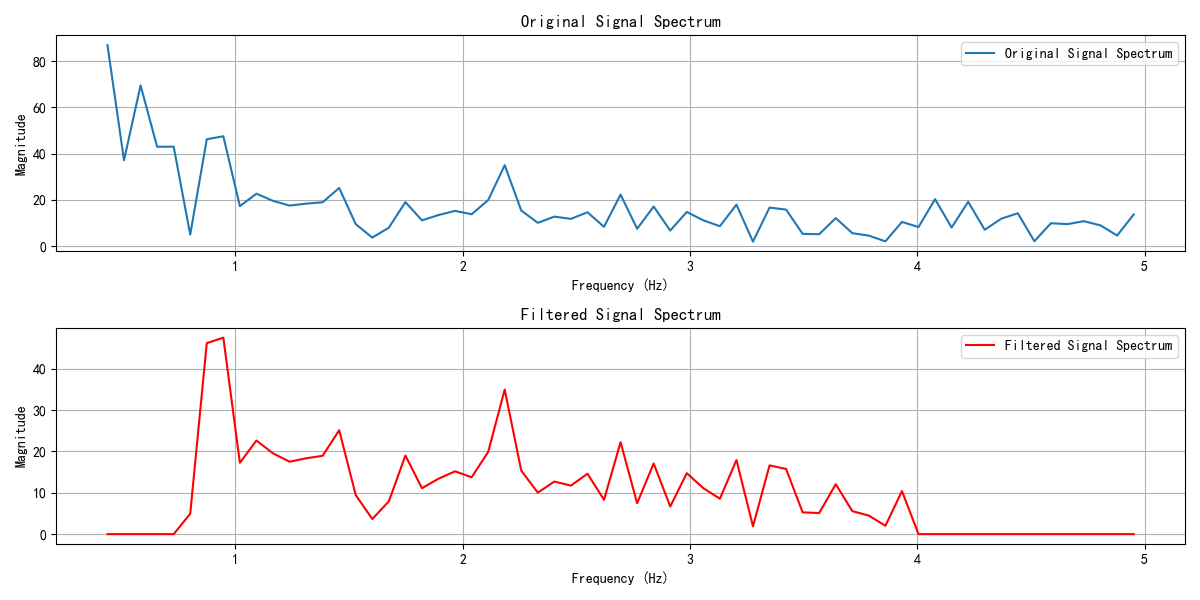 Original Signal Spectrum
Original Signal Spectrum
Magnitude
80
60
40
20
0
1 2 3 4 5
Frequency (Hz)
Filtered Signal Spectrum
Filtered Signal Spectrum
Magnitude
40
30
20
10
0
1 2 3 4 5
Frequency (Hz)